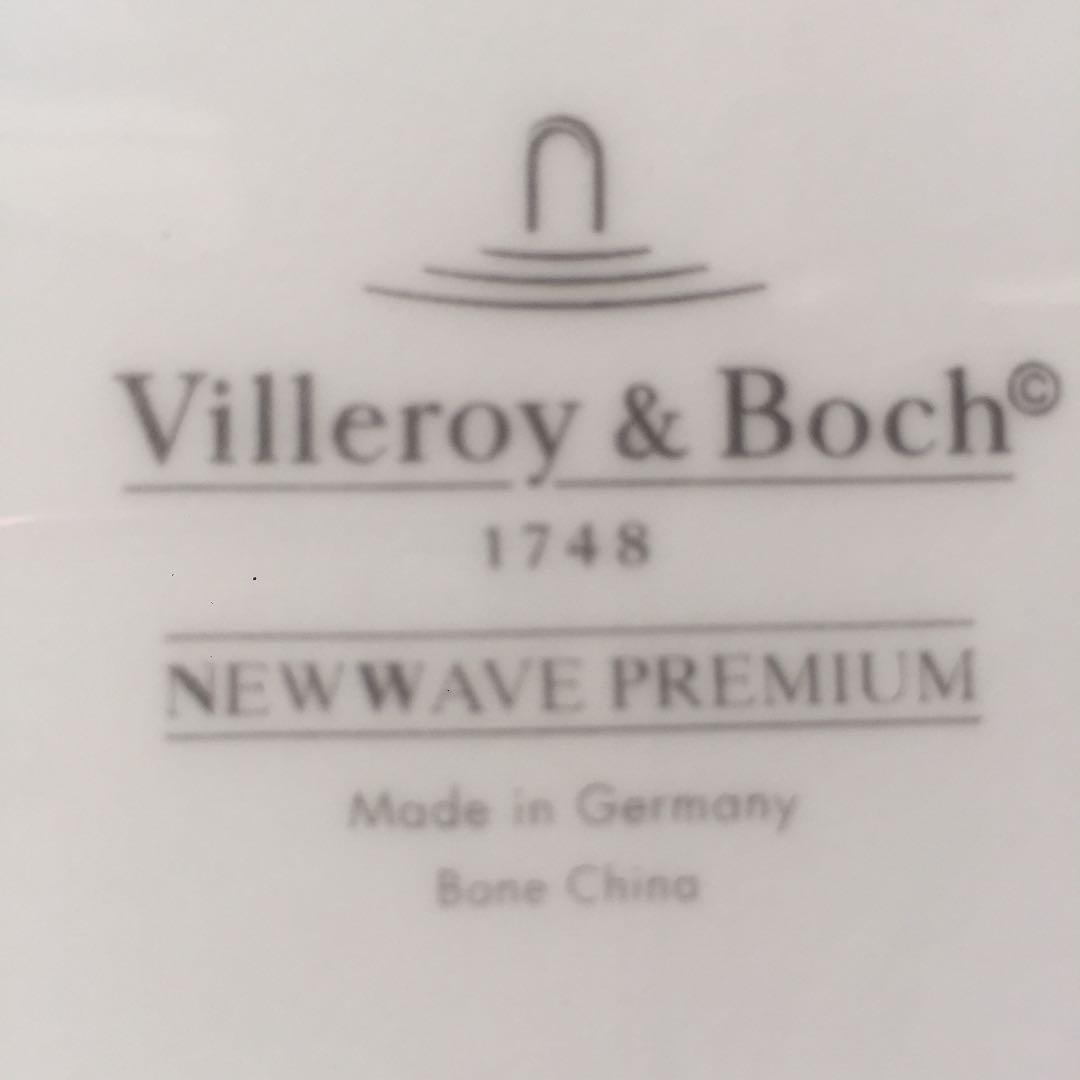 Villeroy & Boch©
1748
NEWWAVE PREMIUM
Made in Germany
Bone China